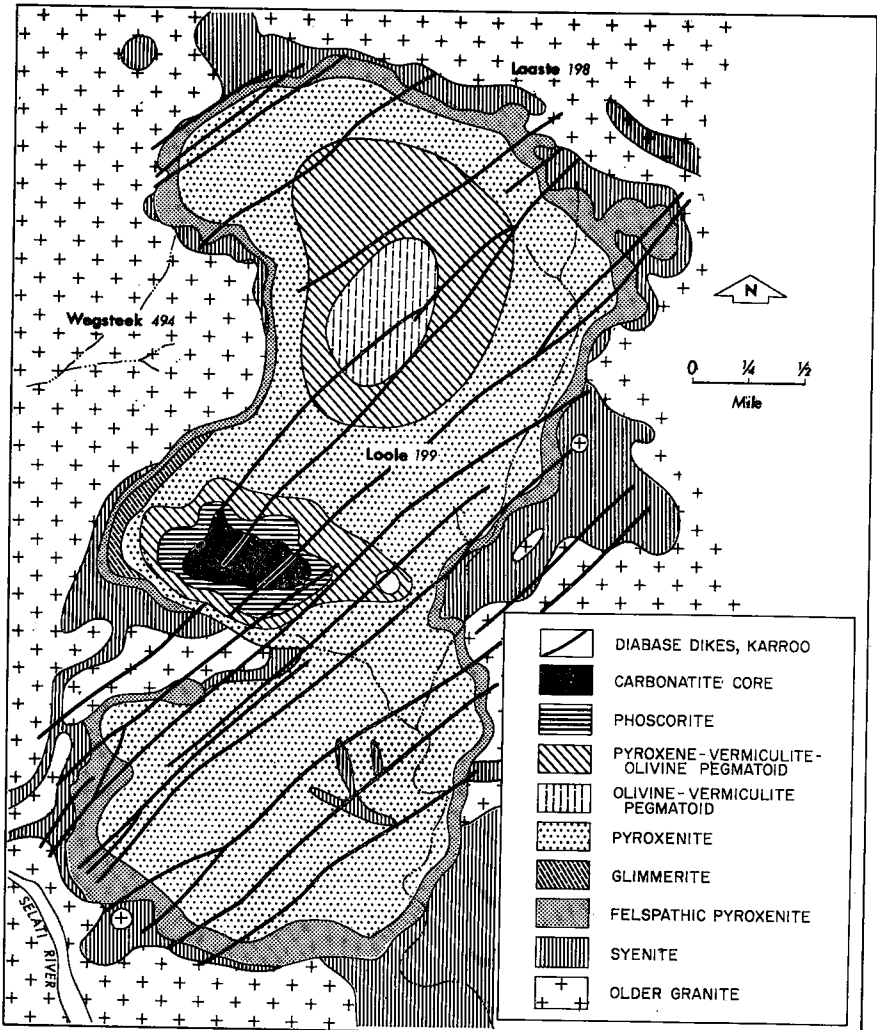 Laaste 198
Wegsteek 494
N
0 ¼ ½
Mile
Loole 199
DIABASE DIKES, KARROO
CARBONATITE CORE
PHOSCORITE
PYROXENE-VERMICULITE-
OLIVINE PEGMATOID
OLIVINE-VERMICULITE
PEGMATOID
PYROXENITE
GLIMMERITE
FELSPATHIC PYROXENITE
SYENITE
OLDER GRANITE
SELATI
RIVER